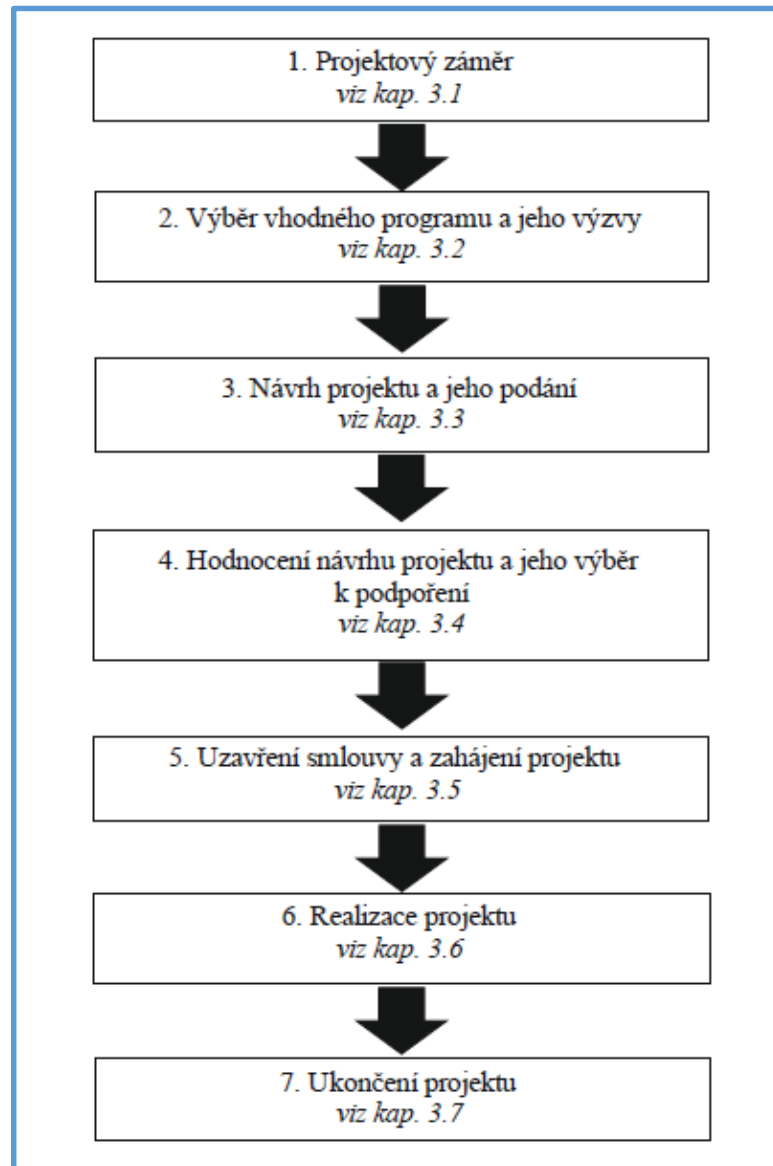 1. Projektový záměr
viz kap. 3.1
2. Výběr vhodného programu a jeho výzvy
viz kap. 3.2
3. Návrh projektu a jeho podání
viz kap. 3.3
4. Hodnocení návrhu projektu a jeho výběr
k podpoření
viz kap. 3.4
5. Uzavření smlouvy a zahájení projektu
viz kap. 3.5
6. Realizace projektu
viz kap. 3.6
7. Ukončení projektu
viz kap. 3.7